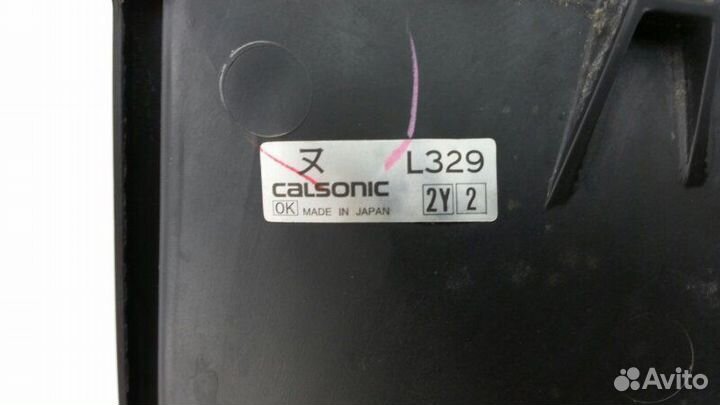 ヌ L329
CALSONIC 2Y 2
OK MADE IN JAPAN
Avito